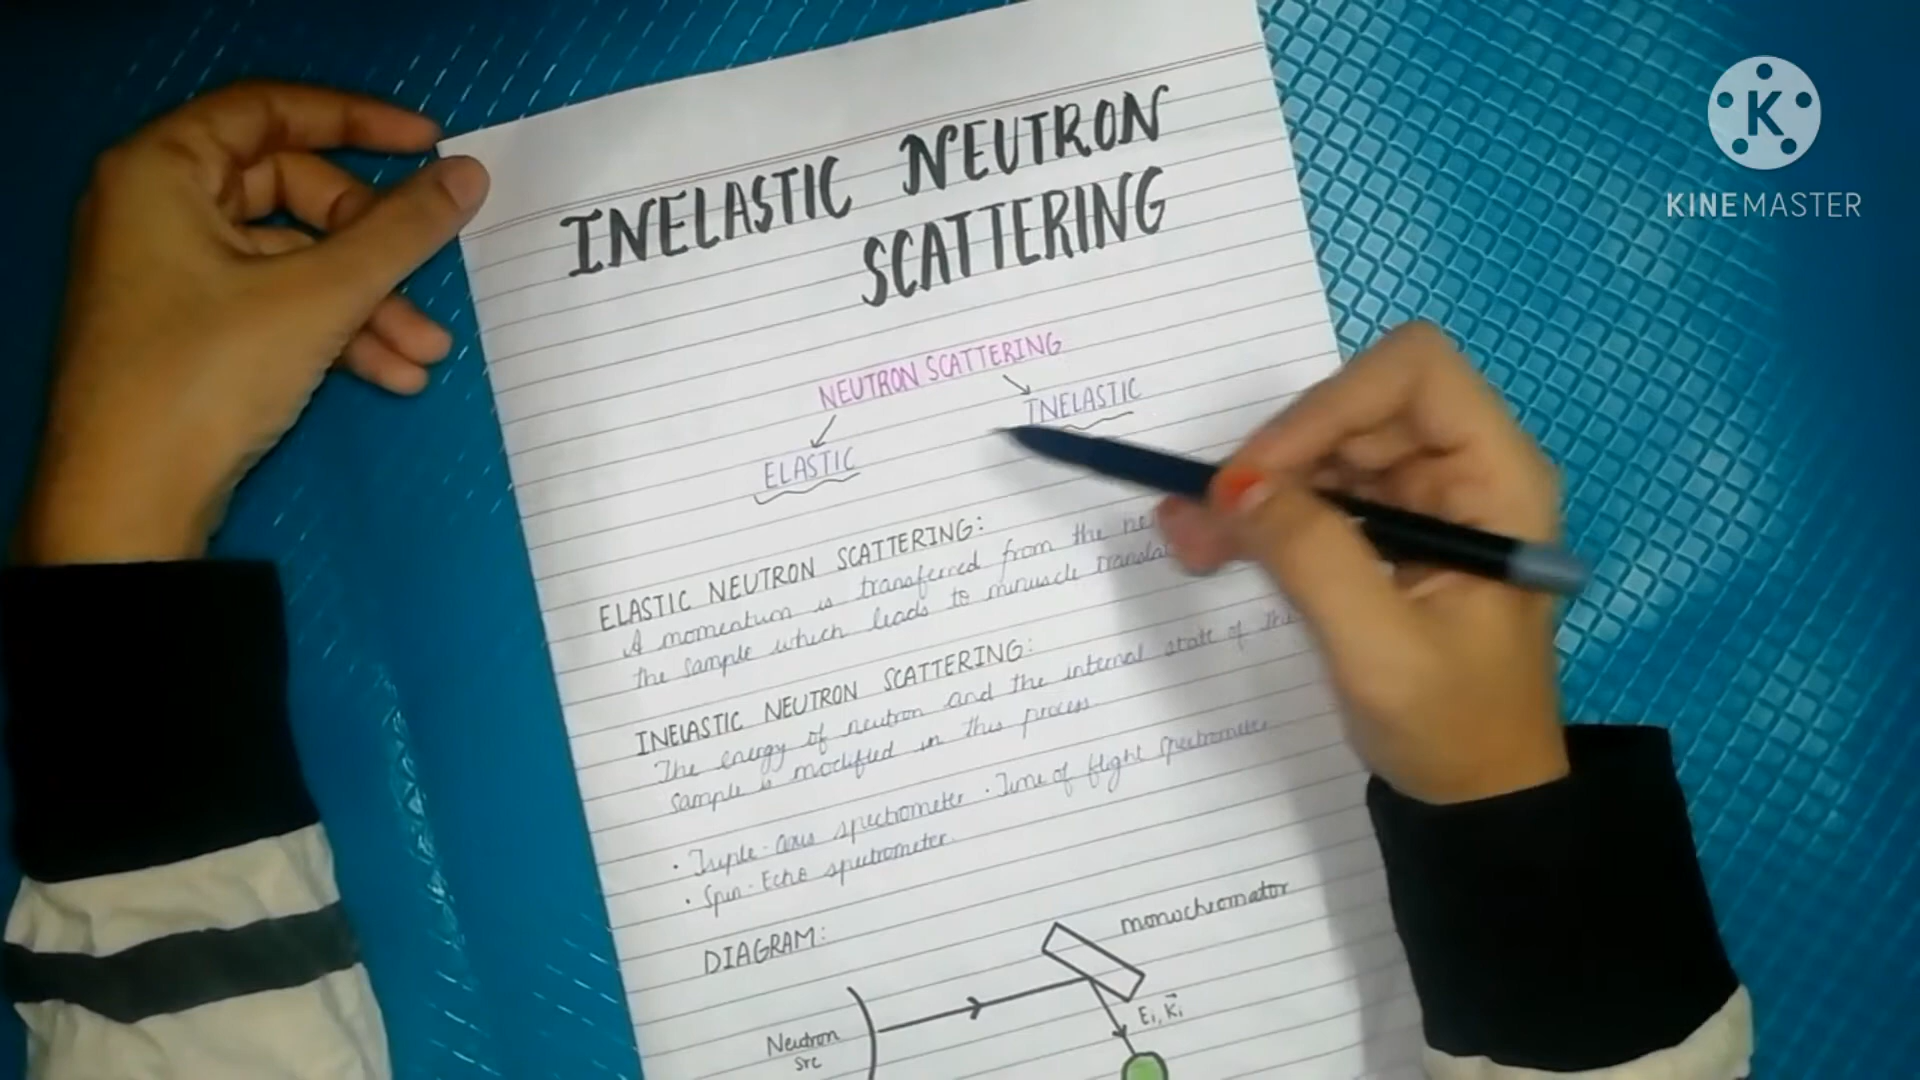 INELASTIC NEUTRON
SCATTERING
NEUTRON SCATTERING
INELASTIC
ELASTIC
ELASTIC NEUTRON SCATTERING:
A momentum is transferred from the
the sample which leads to minuscle
INELASTIC NEUTRON SCATTERING:
The energy of neutron and the internal state of the
sample is modified in this process.
• Triple-axis spectrometer • Time of flight spectrometer
• Spin-Echo spectrometer.
DIAGRAM:
monochromator
Ei, Ki
Neutron
src
K
KINEMASTER